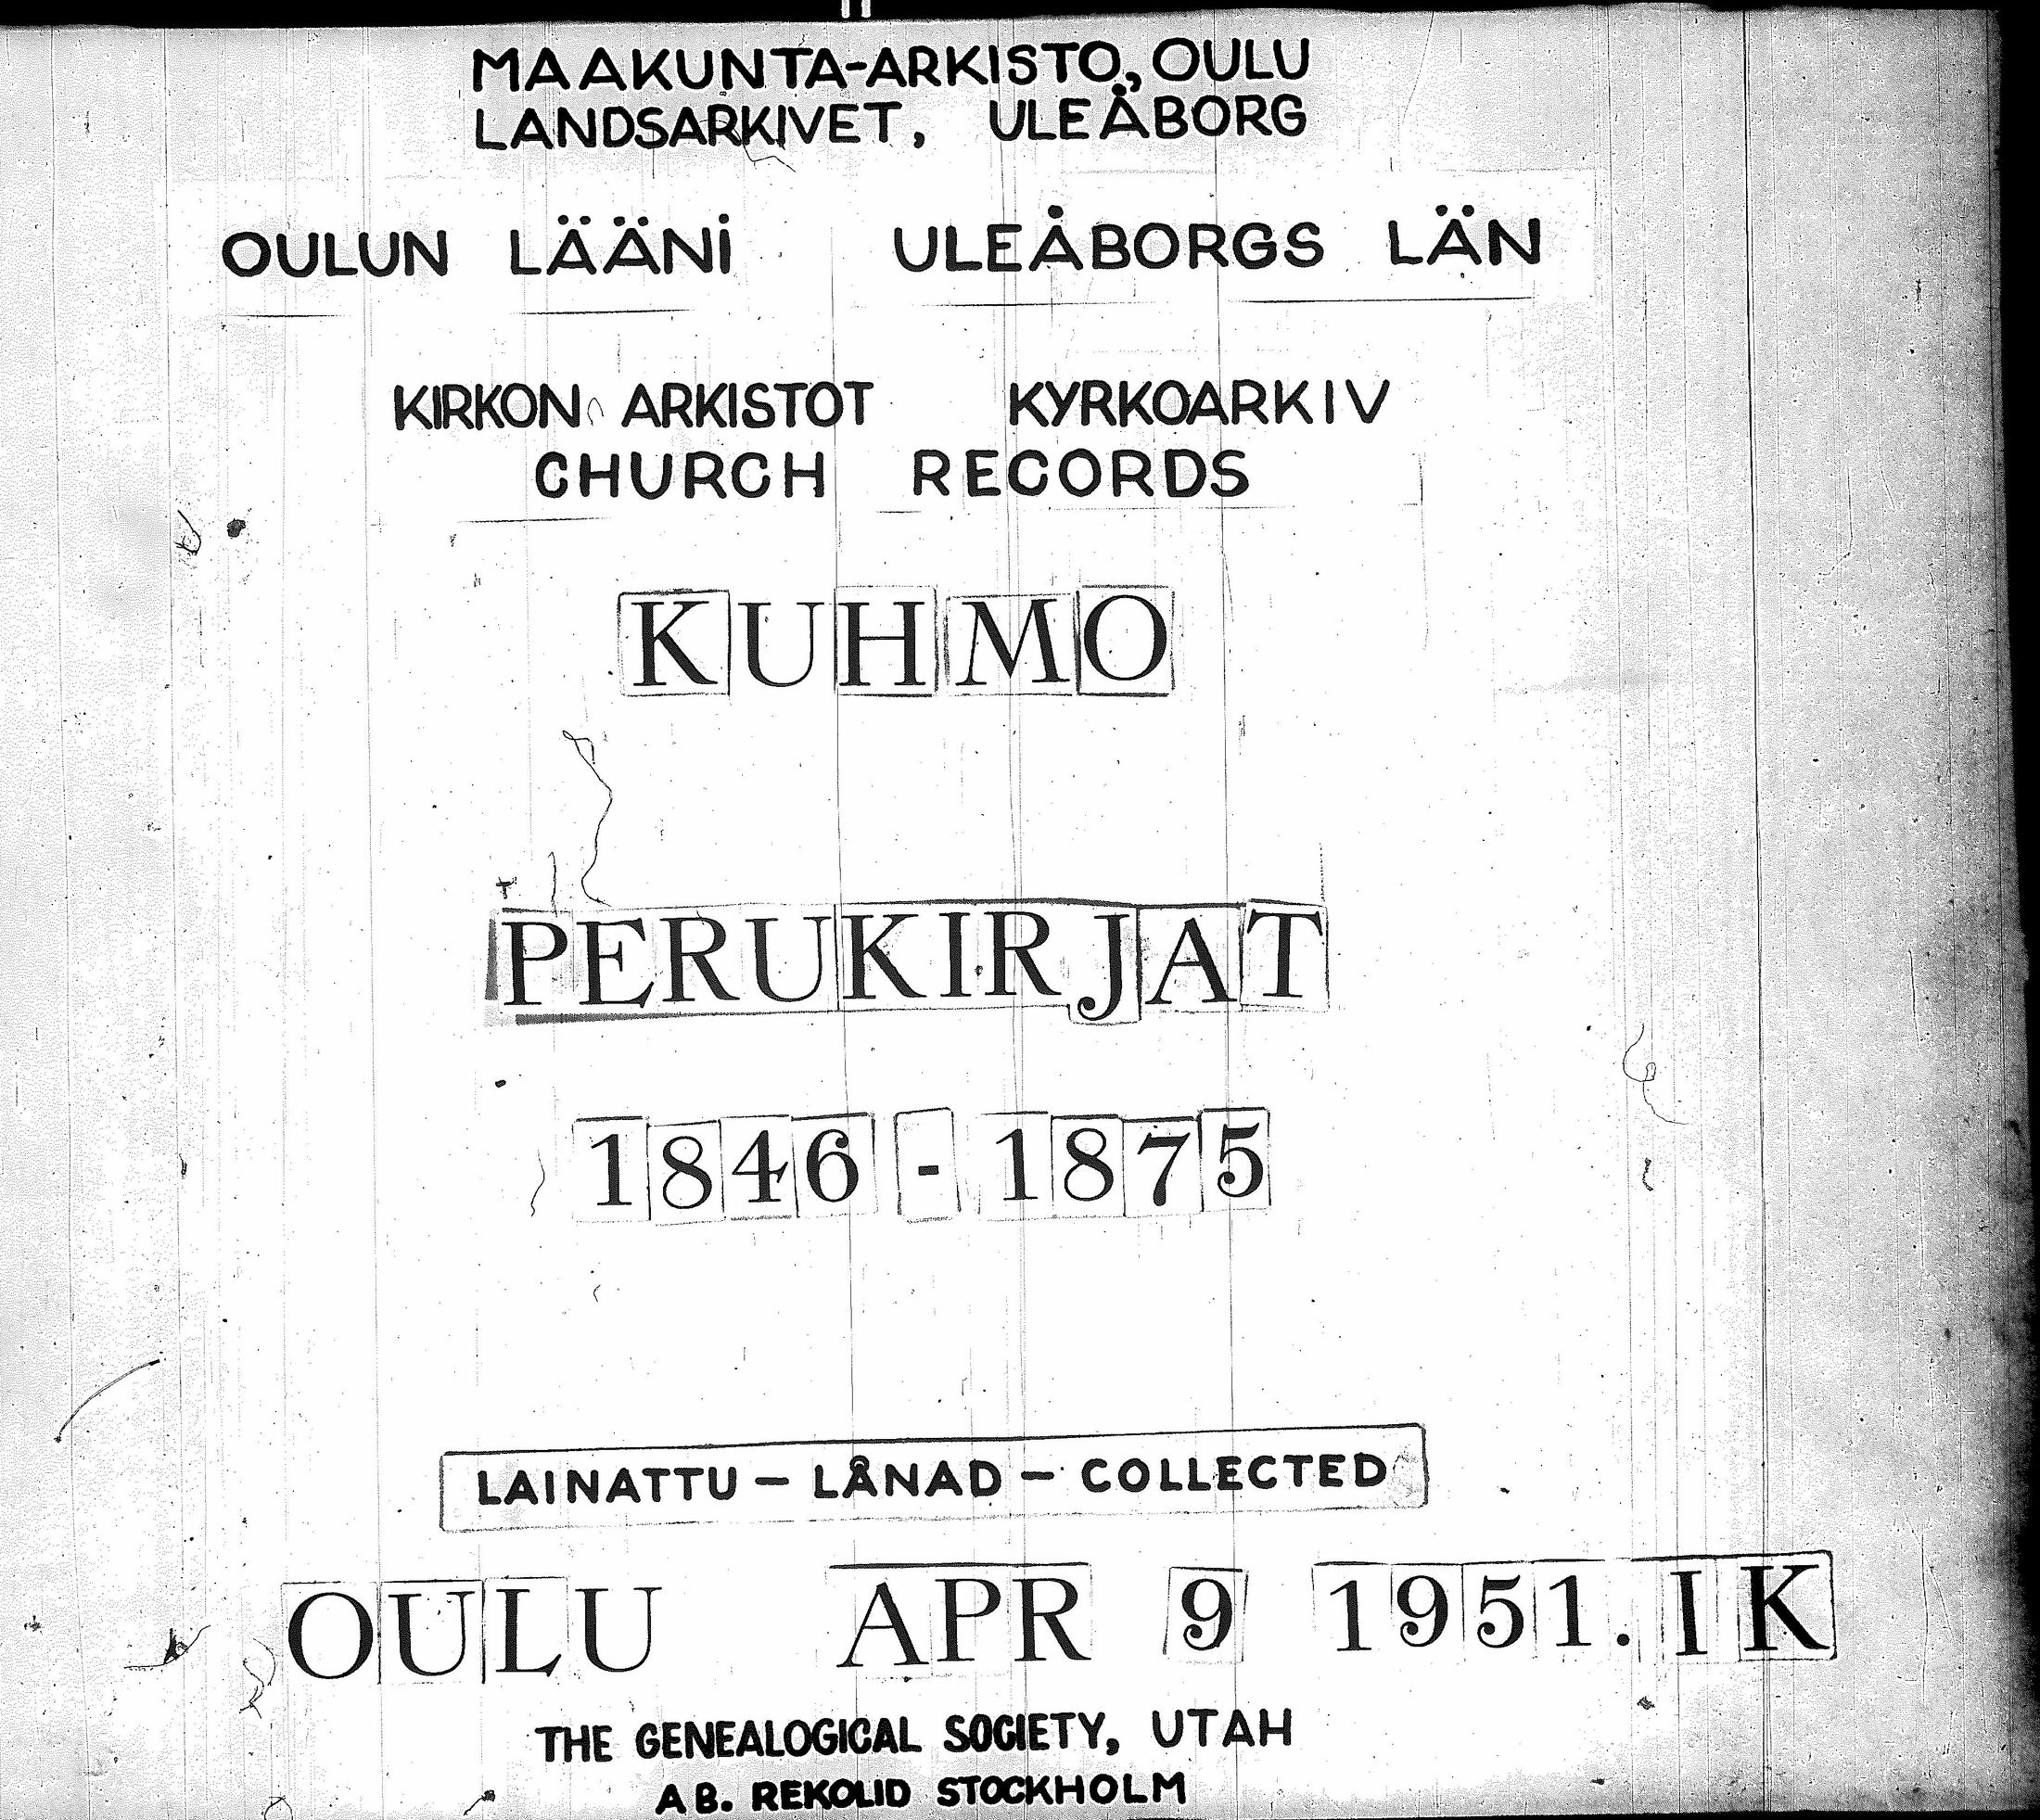 MAAKUNTA-ARKISTO, OULU
LANDSARKIVET, ULEÅBORG
OULUN LÄÄNI ULEÅBORGS LÄN
KIRKON ARKISTOT KYRKOARKIV
CHURCH RECORDS
KUHMO
PERUKIRJAT
1846-1875
LAINATTU - LÅNAD - COLLECTED
OULU APR 9 1951. IK
THE GENEALOGICAL SOCIETY, UTAH
AB. REKOLID STOCKHOLM